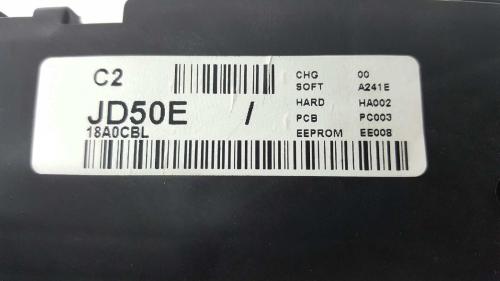 C2
JD50E /
18A0CBL
CHG 00
SOFT A241E
HARD HA002
PCB PC003
EEPROM EE008